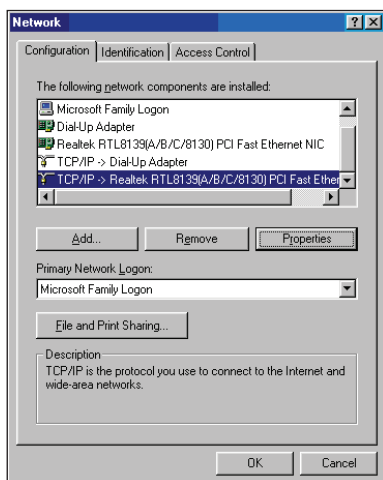 Network
Configuration Identification Access Control
The following network components are installed:
Microsoft Family Logon
Dial-Up Adapter
Realtek RTL8139(A/B/C/8130) PCI Fast Ethernet NIC
TCP/IP -> Dial-Up Adapter
TCP/IP -> Realtek RTL8139(A/B/C/8130) PCI Fast Ether
Add... Remove Properties
Primary Network Logon:
Microsoft Family Logon
File and Print Sharing...
Description
TCP/IP is the protocol you use to connect to the Internet and
wide-area networks.
OK Cancel